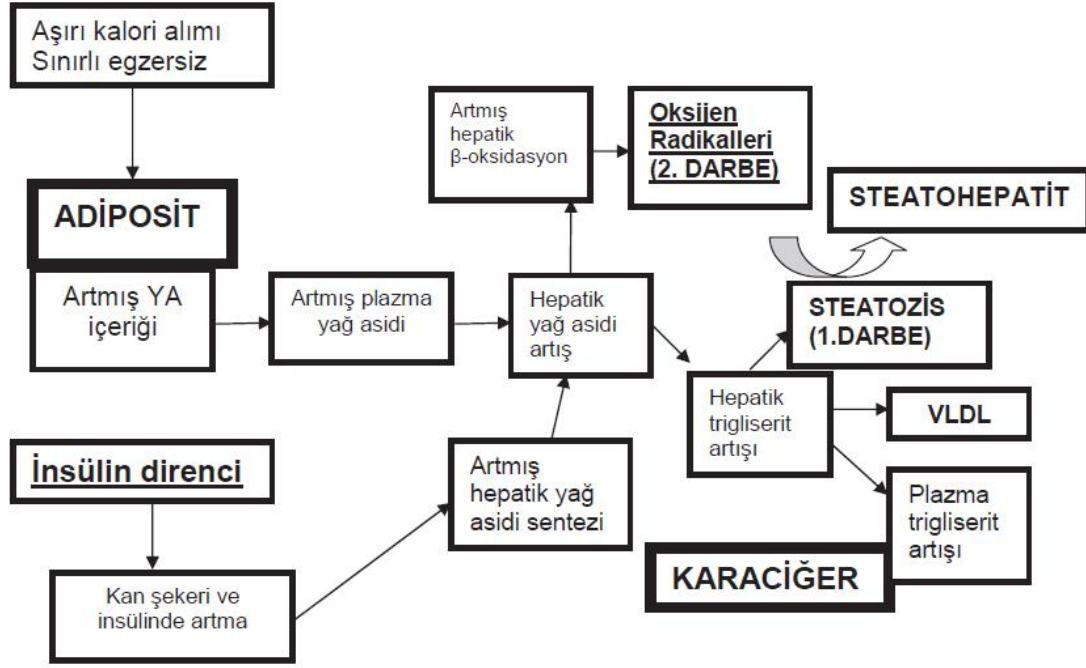 Aşırı kalori alımı
Sınırlı egzersiz
Artmış
hepatik
β-oksidasyon
Oksijen
Radikalleri
(2. DARBE)
STEATOHEPATİT
ADİPOSİT
Artmış YA
içeriği
Artmış plazma
yağ asidi
Hepatik
yağ asidi
artış
STEATOZİS
(1.DARBE)
Hepatik
trigliserit
artışı
VLDL
İnsülin direnci
Artmış
hepatik yağ
asidi sentezi
Plazma
trigliserit
artışı
KARACİĞER
Kan şekeri ve
insülinde artma